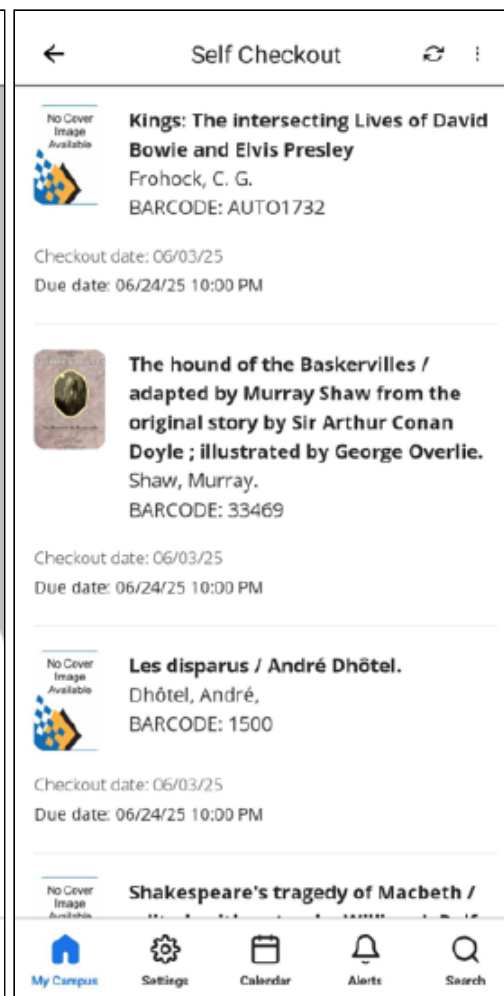 Self Checkout
No Cover
Image
Available
Kings: The intersecting Lives of David
Bowie and Elvis Presley
Frohock, C. G.
BARCODE: AUTO1732
Checkout date: 06/03/25
Due date: 06/24/25 10:00 PM
The hound of the Baskervilles /
adapted by Murray Shaw from the
original story by Sir Arthur Conan
Doyle ; illustrated by George Overlie.
Shaw, Murray.
BARCODE: 33469
Checkout date: 06/03/25
Due date: 06/24/25 10:00 PM
No Cover
Image
Available
Les disparus / André Dhôtel.
Dhôtel, André,
BARCODE: 1500
Checkout date: 06/03/25
Due date: 06/24/25 10:00 PM
No Cover
Image
Available
Shakespeare's tragedy of Macbeth /
My Campus
Settings
Calendar
Alerts
Search